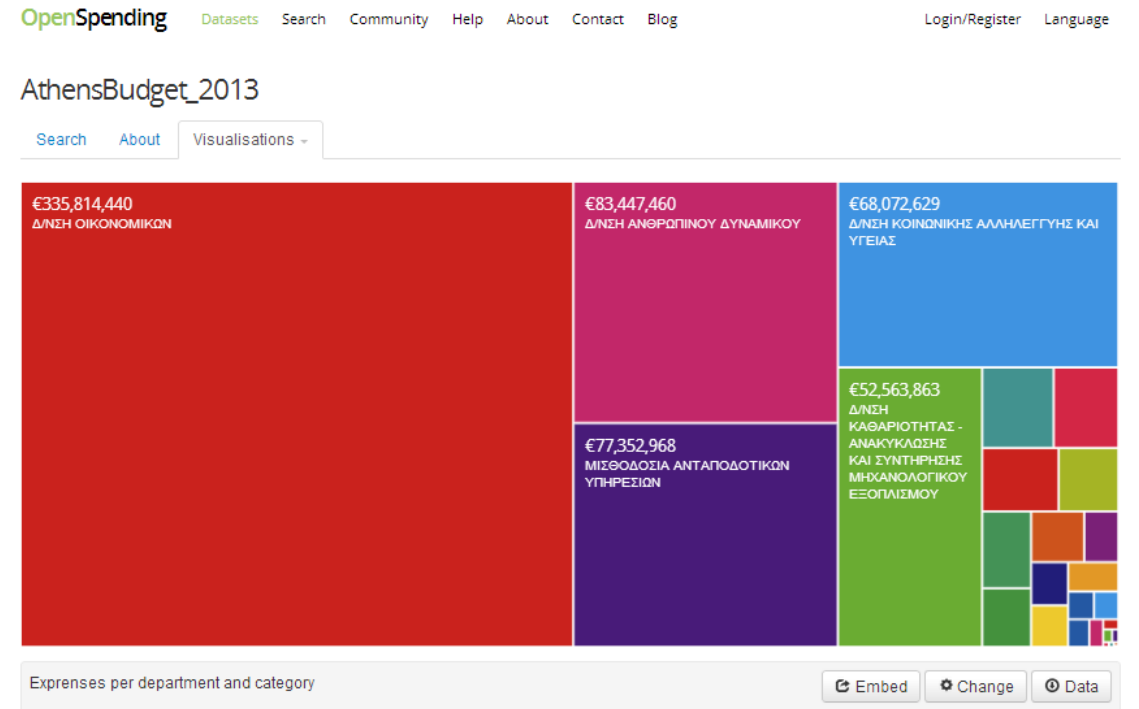 OpenSpending Datasets Search Community Help About Contact Blog Login/Register Language
AthensBudget_2013
Search About Visualisations
€335,814,440
Δ/ΝΣΗ ΟΙΚΟΝΟΜΙΚΩΝ
€83,447,460
Δ/ΝΣΗ ΑΝΘΡΩΠΙΝΟΥ ΔΥΝΑΜΙΚΟΥ
€77,352,968
ΜΙΣΘΟΔΟΣΙΑ ΑΝΤΑΠΟΔΟΤΙΚΩΝ
ΥΠΗΡΕΣΙΩΝ
€68,072,629
Δ/ΝΣΗ ΚΟΙΝΩΝΙΚΗΣ ΑΛΛΗΛΕΓΓΥΗΣ ΚΑΙ
ΥΓΕΙΑΣ
€52,563,863
Δ/ΝΣΗ
ΚΑΘΑΡΙΟΤΗΤΑΣ -
ΑΝΑΚΥΚΛΩΣΗΣ
ΚΑΙ ΣΥΝΤΗΡΗΣΗΣ
ΜΗΧΑΝΟΛΟΓΙΚΟΥ
ΕΞΟΠΛΙΣΜΟΥ
Exprenses per department and category
Embed Change Data